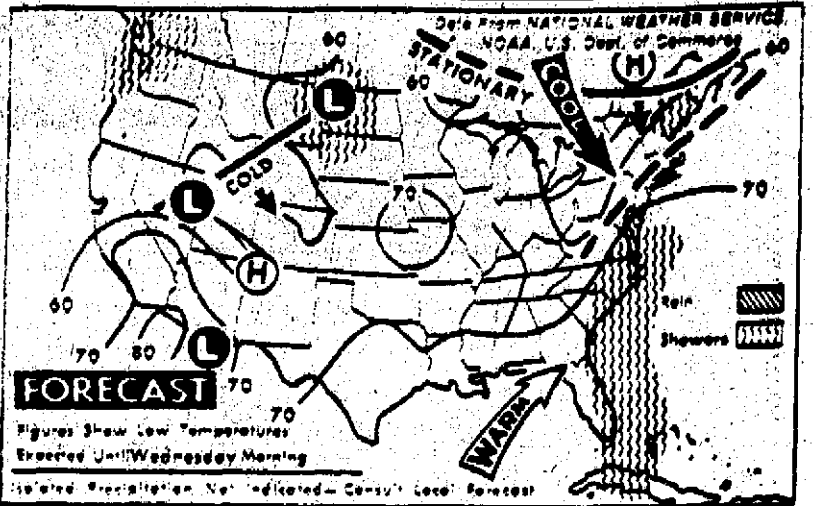 Data From NATIONAL WEATHER SERVICE,
NOAA, U.S. Dept. of Commerce
STATIONARY
60
60
60
H
COOL
L
COLD
70
70
L
H
60
70
80
L
70
70
Rain
Showers
WARM
FORECAST
Figures Show Low Temperatures
Expected Until Wednesday Morning
Isolated Precipitation Not Indicated – Consult Local Forecast